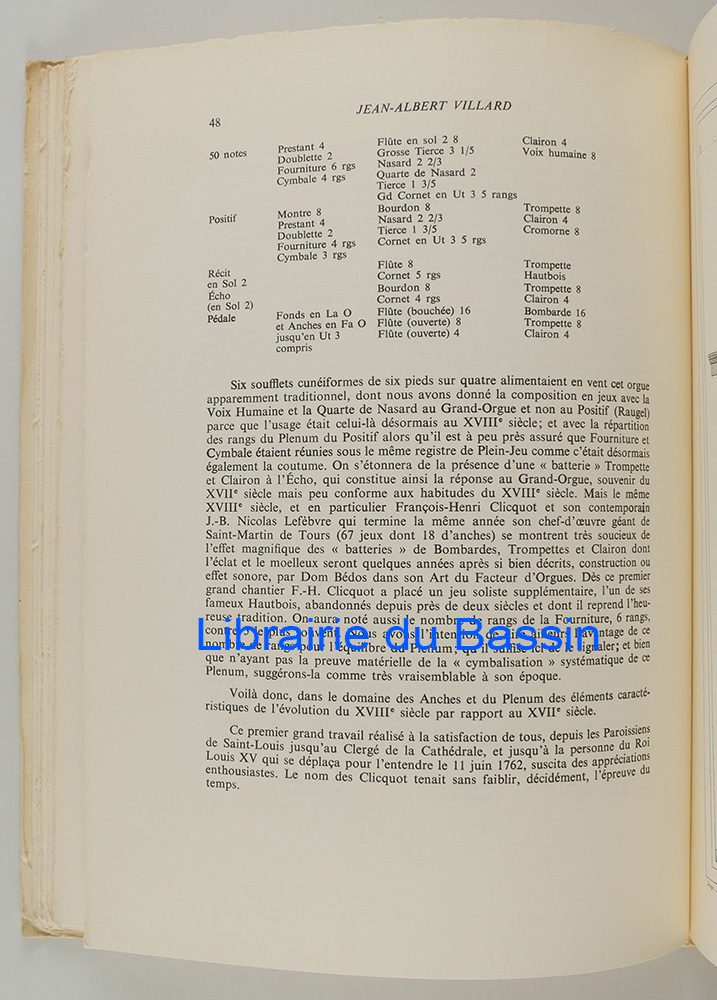 48
JEAN-ALBERT VILLARD
50 notes
Prestant 4
Doublette 2
Fourniture 6 rgs
Cymbale 4 rgs
Flûte en sol 2 8
Grosse Tierce 3 1/5
Nasard 2 2/3
Quarte de Nasard 2
Tierce 1 3/5
Gd Cornet en Ut 3 5 rangs
Clairon 4
Voix humaine 8
Positif
Montre 8
Prestant 4
Doublette 2
Fourniture 4 rgs
Cymbale 3 rgs
Bourdon 8
Nasard 2 2/3
Tierce 1 3/5
Cornet en Ut 3 5 rgs
Trompette 8
Clairon 4
Cromorne 8
Récit
en Sol 2
Écho
(en Sol 2)
Pédale
Fonds en La O
et Anches en Fa O
jusqu'en Ut 3
compris
Flûte 8
Cornet 5 rgs
Bourdon 8
Cornet 4 rgs
Flûte (bouchée) 16
Flûte (ouverte) 8
Flûte (ouverte) 4
Trompette
Hautbois
Trompette 8
Clairon 4
Bombarde 16
Trompette 8
Clairon 4
Six soufflets cunéiformes de six pieds sur quatre alimentaient en vent cet orgue
apparemment traditionnel, dont nous avons donné la composition en jeux avec la
Voix Humaine et la Quarte de Nasard au Grand-Orgue et non au Positif (Raugel)
parce que l'usage était celui-là désormais au XVIIIe siècle; et avec la répartition
des rangs du Plenum du Positif alors qu'il est à peu près assuré que Fourniture et
Cymbale étaient réunies sous le même registre de Plein-Jeu comme c'était désormais
également la coutume. On s'étonnera de la présence d'une « batterie » Trompette
et Clairon à l'Écho, qui constitue ainsi la réponse au Grand-Orgue, souvenir du
XVIIe siècle mais peu conforme aux habitudes du XVIIIe siècle. Mais le même
XVIIIe siècle, et en particulier François-Henri Clicquot et son contemporain
J.-B. Nicolas Lefèbvre qui termine la même année son chef-d'œuvre géant de
Saint-Martin de Tours (67 jeux dont 18 d'anches) se montrent très soucieux de
l'effet magnifique des « batteries » de Bombardes, Trompettes et Clairon dont
l'éclat et le moelleux seront quelques années après si bien décrits, construction ou
effet sonore, par Dom Bédos dans son Art du Facteur d'Orgues. Dès ce premier
grand chantier F.-H. Clicquot a placé un jeu soliste supplémentaire, l'un de ses
fameux Hautbois, abandonnés depuis près de deux siècles et dont il reprend l'heu-
reuse tradition. On aura noté aussi le nombre de rangs de la Fourniture, 6 rangs,
contre 5 le plus souvent. Nous avons l'intention de dire ailleurs l'avantage de ce
nombre de rangs pour l'équilibre du Plenum; qu'il suffise ici de le signaler; et bien
que n'ayant pas la preuve matérielle de la « cymbalisation » systématique de ce
Plenum, suggérons-la comme très vraisemblable à son époque.
Voilà donc, dans le domaine des Anches et du Plenum des éléments caracté-
ristiques de l'évolution du XVIIIe siècle par rapport au XVIIe siècle.
Ce premier grand travail réalisé à la satisfaction de tous, depuis les Paroissiens
de Saint-Louis jusqu'au Clergé de la Cathédrale, et jusqu'à la personne du Roi
Louis XV qui se déplaça pour l'entendre le 11 juin 1762, suscita des appréciations
enthousiastes. Le nom des Clicquot tenait sans faiblir, décidément, l'épreuve du
temps.
Librairie du Bassin